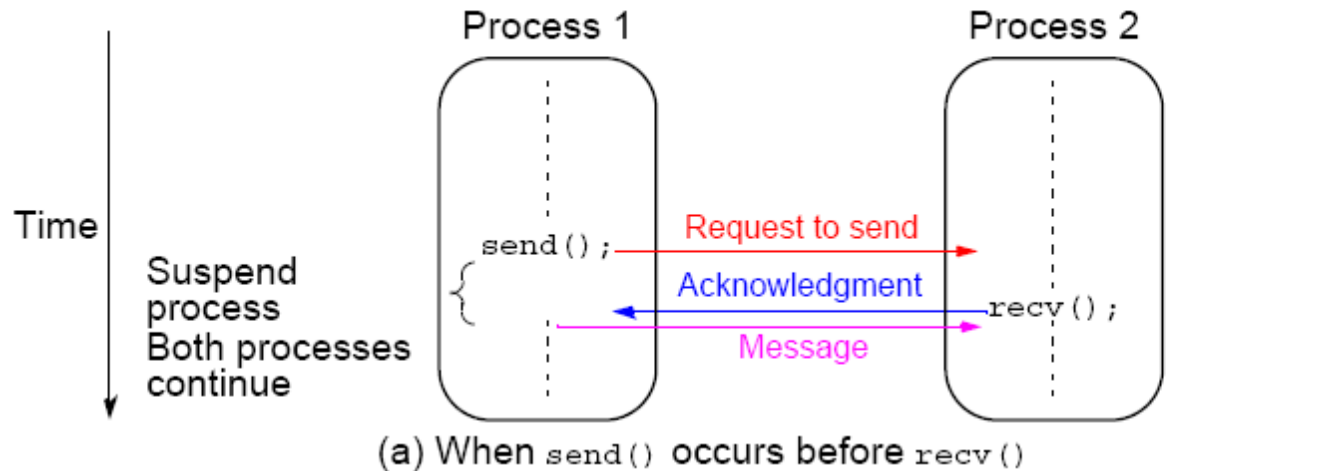 Process 1
Process 2
Time
Request to send
send();
Suspend
process
Acknowledgment
recv();
Both processes
continue
Message
(a) When send() occurs before recv()